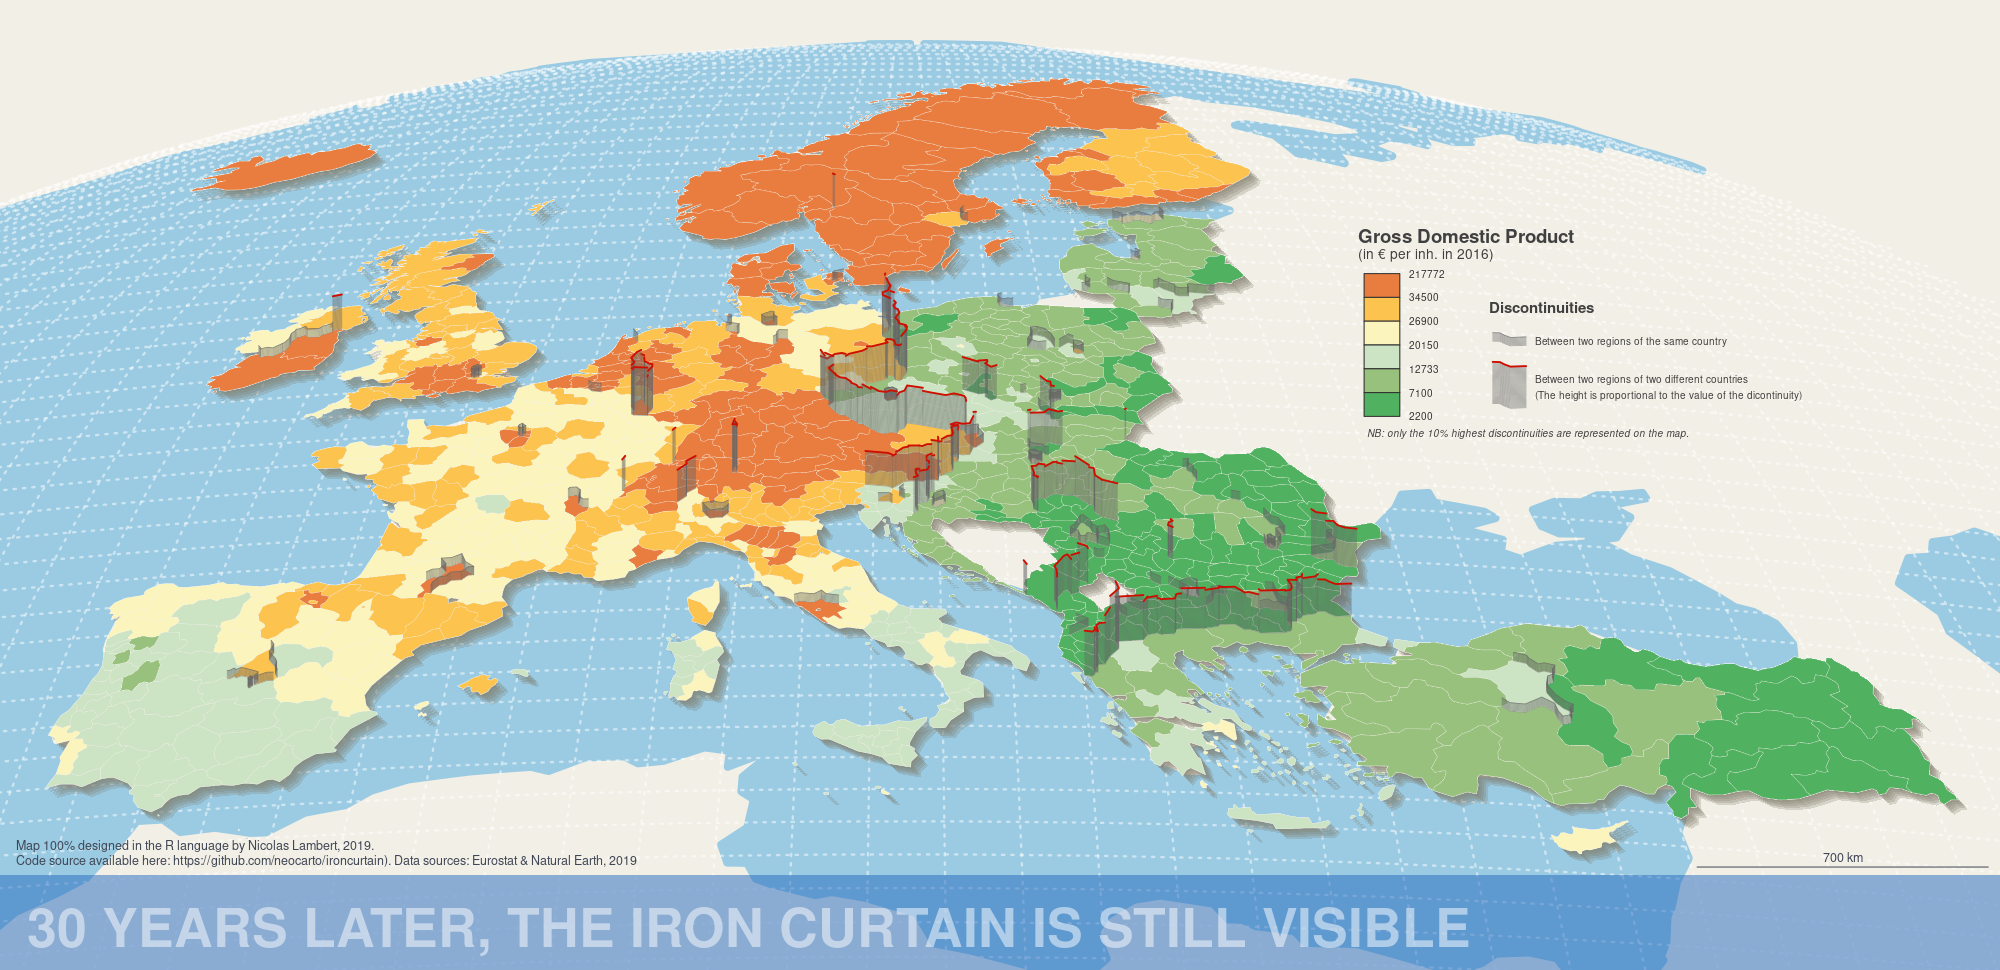 Gross Domestic Product
(in € per inh. in 2016)
217772
34500
26900
20150
12733
7100
2200
Discontinuities
Between two regions of the same country
Between two regions of two different countries
(The height is proportional to the value of the dicontinuity)
NB: only the 10% highest discontinuities are represented on the map.
Map 100% designed in the R language by Nicolas Lambert, 2019.
Code source available here: https://github.com/neocarto/ironcurtain). Data sources: Eurostat & Natural Earth, 2019
700 km
30 YEARS LATER, THE IRON CURTAIN IS STILL VISIBLE